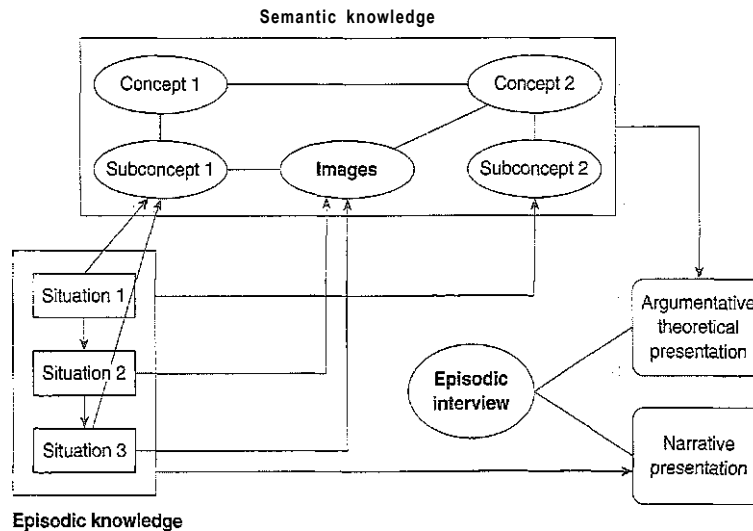 Semantic knowledge
Concept 1
Concept 2
Subconcept 1
Images
Subconcept 2
Situation 1
Situation 2
Situation 3
Episodic knowledge
Episodic
interview
Argumentative
theoretical
presentation
Narrative
presentation